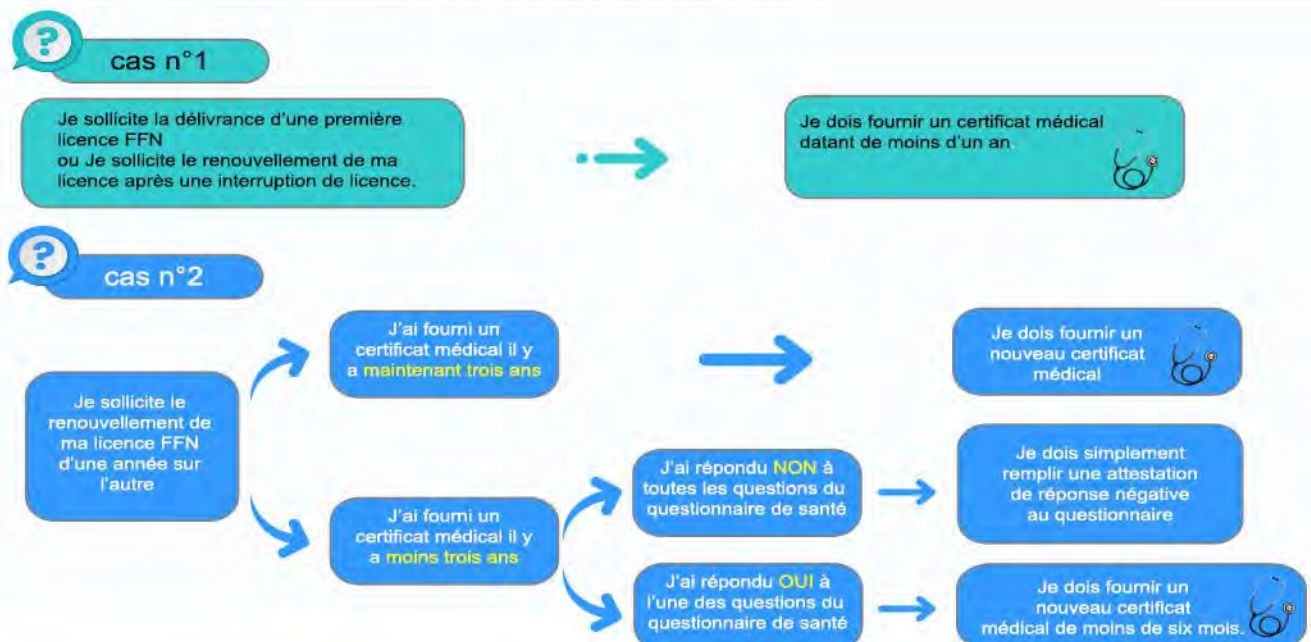 ?
cas n°1
Je sollicite la délivrance d'une première
licence FFN
ou Je sollicite le renouvellement de ma
licence après une interruption de licence.
Je dois fournir un certificat médical
datant de moins d'un an
?
cas n°2
Je sollicite le
renouvellement de
ma licence FFN
d'une année sur
l'autre
J'ai fourni un
certificat médical il y
a maintenant trois ans
Je dois fournir un
nouveau certificat
médical
J'ai fourni un
certificat médical il y
a moins trois ans
J'ai répondu NON à
toutes les questions du
questionnaire de santé
Je dois simplement
remplir une attestation
de réponse négative
au questionnaire
J'ai répondu OUI à
l'une des questions du
questionnaire de santé
Je dois fournir un
nouveau certificat
médical de moins de six mois.